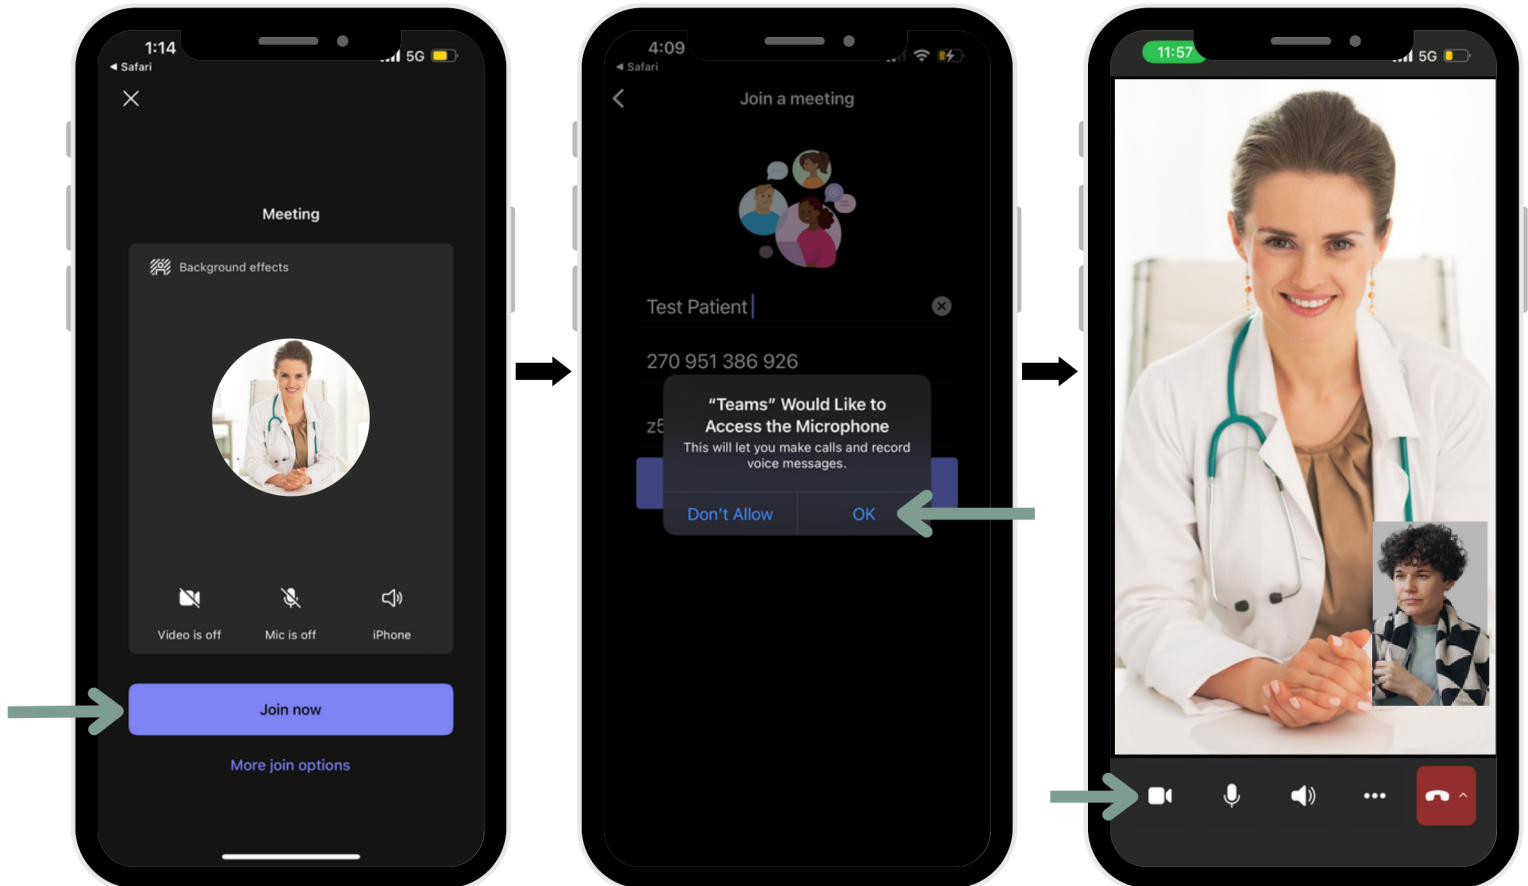 1:14
5G
◀ Safari
Meeting
Background effects
Video is off
Mic is off
iPhone
Join now
More join options
4:09
◀ Safari
Join a meeting
Test Patient
270 951 386 926
z5
“Teams” Would Like to
Access the Microphone
This will let you make calls and record
voice messages.
Don’t Allow
OK
11:57
5G